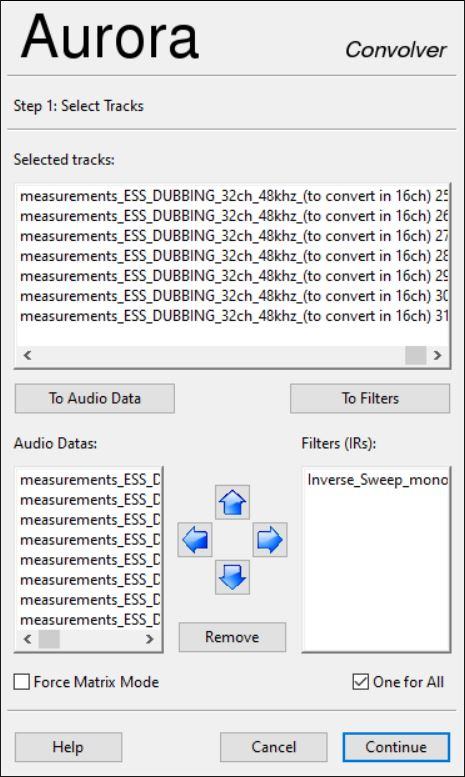 Aurora
Convolver
Step 1: Select Tracks
Selected tracks:
measurements_ESS_DUBBING_32ch_48khz_(to convert in 16ch) 25
measurements_ESS_DUBBING_32ch_48khz_(to convert in 16ch) 26
measurements_ESS_DUBBING_32ch_48khz_(to convert in 16ch) 27
measurements_ESS_DUBBING_32ch_48khz_(to convert in 16ch) 28
measurements_ESS_DUBBING_32ch_48khz_(to convert in 16ch) 29
measurements_ESS_DUBBING_32ch_48khz_(to convert in 16ch) 30
measurements_ESS_DUBBING_32ch_48khz_(to convert in 16ch) 31
To Audio Data To Filters
Audio Datas: Filters (IRs):
measurements_ESS_D Inverse_Sweep_mono
measurements_ESS_D
measurements_ESS_D
measurements_ESS_D
measurements_ESS_D
measurements_ESS_D
measurements_ESS_D
measurements_ESS_D
Remove
Force Matrix Mode One for All
Help Cancel Continue